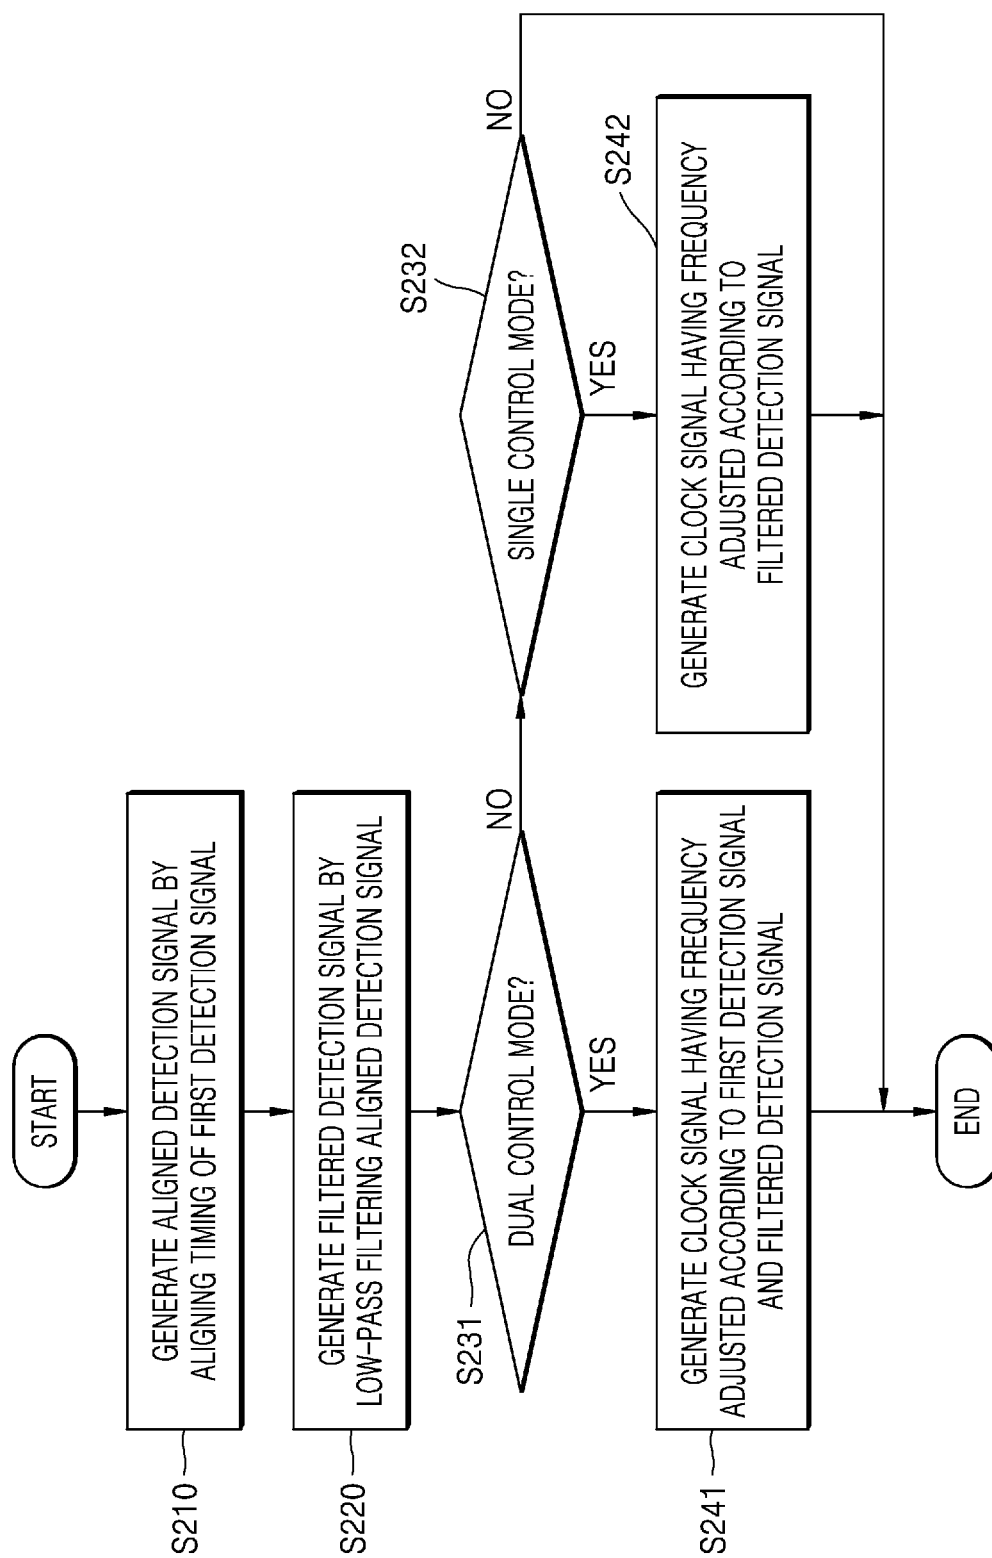 START
S210
GENERATE ALIGNED DETECTION SIGNAL BY
ALIGNING TIMING OF FIRST DETECTION SIGNAL
S220
GENERATE FILTERED DETECTION SIGNAL BY
LOW-PASS FILTERING ALIGNED DETECTION SIGNAL
S231
DUAL CONTROL MODE?
NO
YES
S232
SINGLE CONTROL MODE?
NO
YES
S241
GENERATE CLOCK SIGNAL HAVING FREQUENCY
ADJUSTED ACCORDING TO FIRST DETECTION SIGNAL
AND FILTERED DETECTION SIGNAL
S242
GENERATE CLOCK SIGNAL HAVING FREQUENCY
ADJUSTED ACCORDING TO
FILTERED DETECTION SIGNAL
END